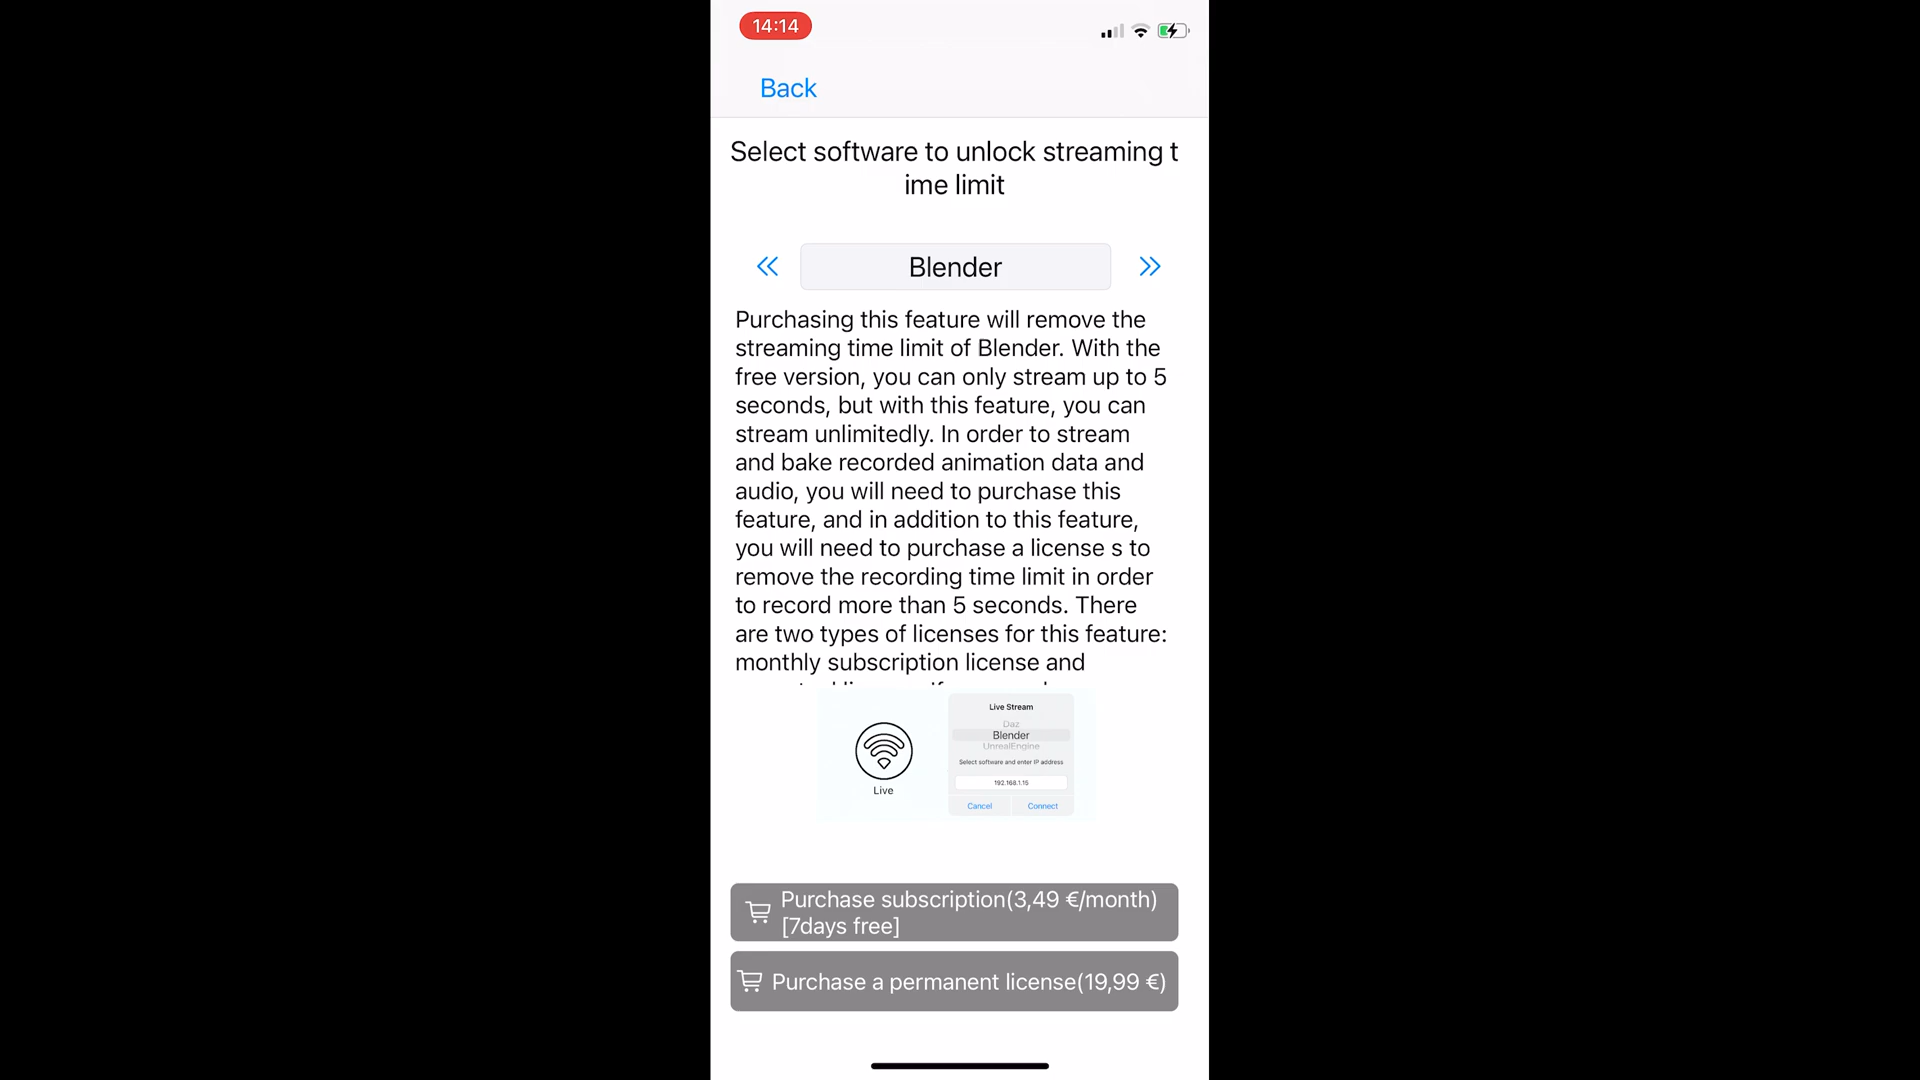 14:14
Back
Select software to unlock streaming t
ime limit
Blender
Purchasing this feature will remove the
streaming time limit of Blender. With the
free version, you can only stream up to 5
seconds, but with this feature, you can
stream unlimitedly. In order to stream
and bake recorded animation data and
audio, you will need to purchase this
feature, and in addition to this feature,
you will need to purchase a license s to
remove the recording time limit in order
to record more than 5 seconds. There
are two types of licenses for this feature:
monthly subscription license and
Live
Live Stream
Daz
Blender
UnrealEngine
Select software and enter IP address
192.168.1.15
Cancel
Connect
Purchase subscription(3,49 €/month)
[7days free]
Purchase a permanent license(19,99 €)